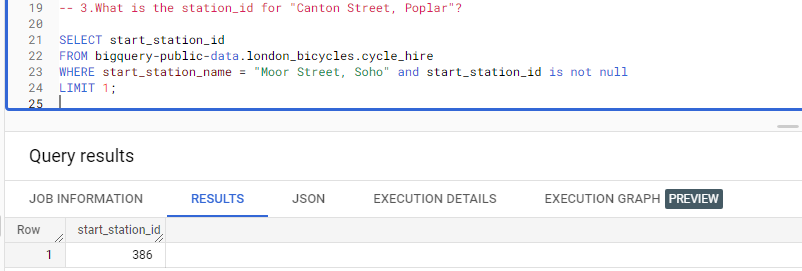 19 -- 3.What is the station_id for "Canton Street, Poplar"?
20
21 SELECT start_station_id
22 FROM bigquery-public-data.london_bicycles.cycle_hire
23 WHERE start_station_name = "Moor Street, Soho" and start_station_id is not null
24 LIMIT 1;
25
Query results
JOB INFORMATION RESULTS JSON EXECUTION DETAILS EXECUTION GRAPH PREVIEW
Row start_station_id
1 386